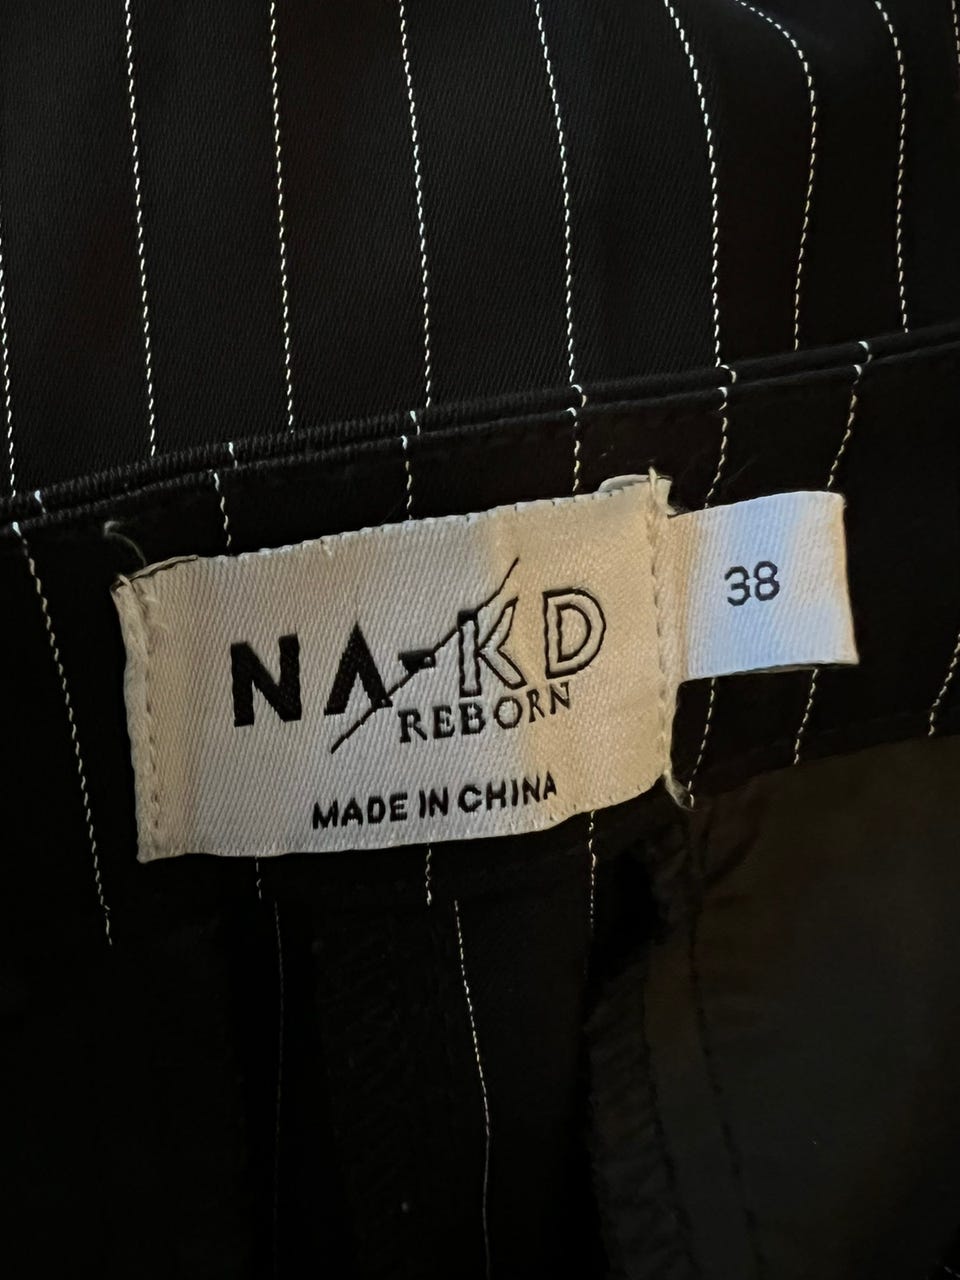 NA-KD
REBORN
MADE IN CHINA
38